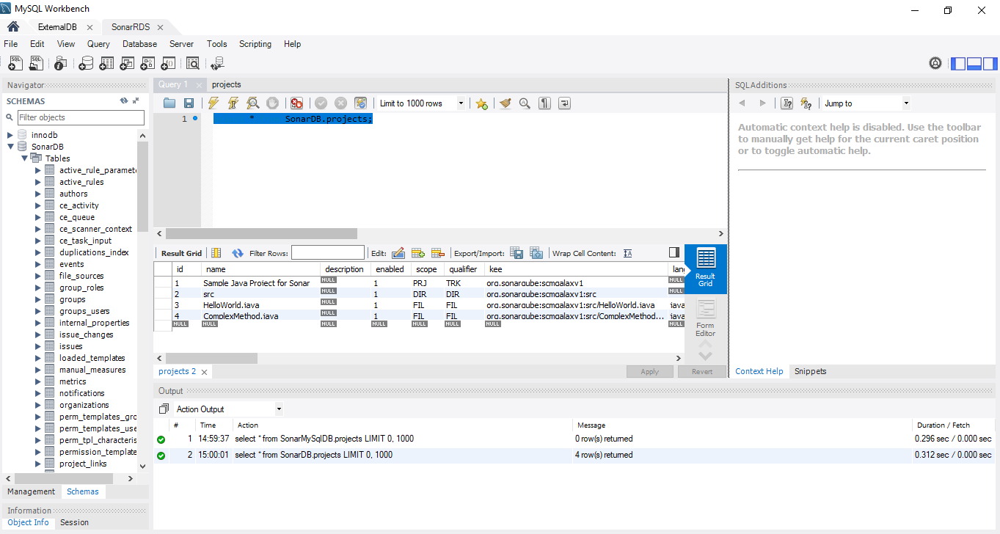 MySQL Workbench
ExternalDB
SonarRDS
File Edit View Query Database Server Tools Scripting Help
Navigator
SCHEMAS
Filter objects
innodb
SonarDB
Tables
active_rule_paramet
active_rules
authors
ce_activity
ce_queue
ce_scanner_context
ce_task_input
duplications_index
events
file_sources
group_roles
groups
groups_users
internal_properties
issue_changes
issues
loaded_templates
manual_measures
metrics
notifications
organizations
perm_templates_gro
perm_templates_use
perm_tpl_characteris
permission_template
project_links
Management Schemas
Information
Object Info Session
Query 1 projects
Limit to 1000 rows
1 * SonarDB.projects;
Result Grid Filter Rows: Edit: Export/Import: Wrap Cell Content:
id name description enabled scope qualifier kee lang
1 Sample Java Project for Sonar NULL 1 PRJ TRK org.sonarqube:scmgalaxy1 NULL
2 src NULL 1 DIR DIR org.sonarqube:scmgalaxy1:src NULL
3 HelloWorld.java NULL 1 FIL FIL org.sonarqube:scmgalaxy1:src/HelloWorld.java java
4 ComplexMethod.java NULL 1 FIL FIL org.sonarqube:scmgalaxy1:src/ComplexMethod... java
NULL NULL NULL NULL NULL NULL NULL NULL
Result
Grid
Form
Editor
projects 2
Apply Revert
SQLAdditions
Jump to
Automatic context help is disabled. Use the toolbar
to manually get help for the current caret position
or to toggle automatic help.
Context Help Snippets
Output
Action Output
# Time Action Message Duration / Fetch
1 14:59:37 select * from SonarMySqlDB.projects LIMIT 0, 1000 0 row(s) returned 0.296 sec / 0.000 sec
2 15:00:01 select * from SonarDB.projects LIMIT 0, 1000 4 row(s) returned 0.312 sec / 0.000 sec